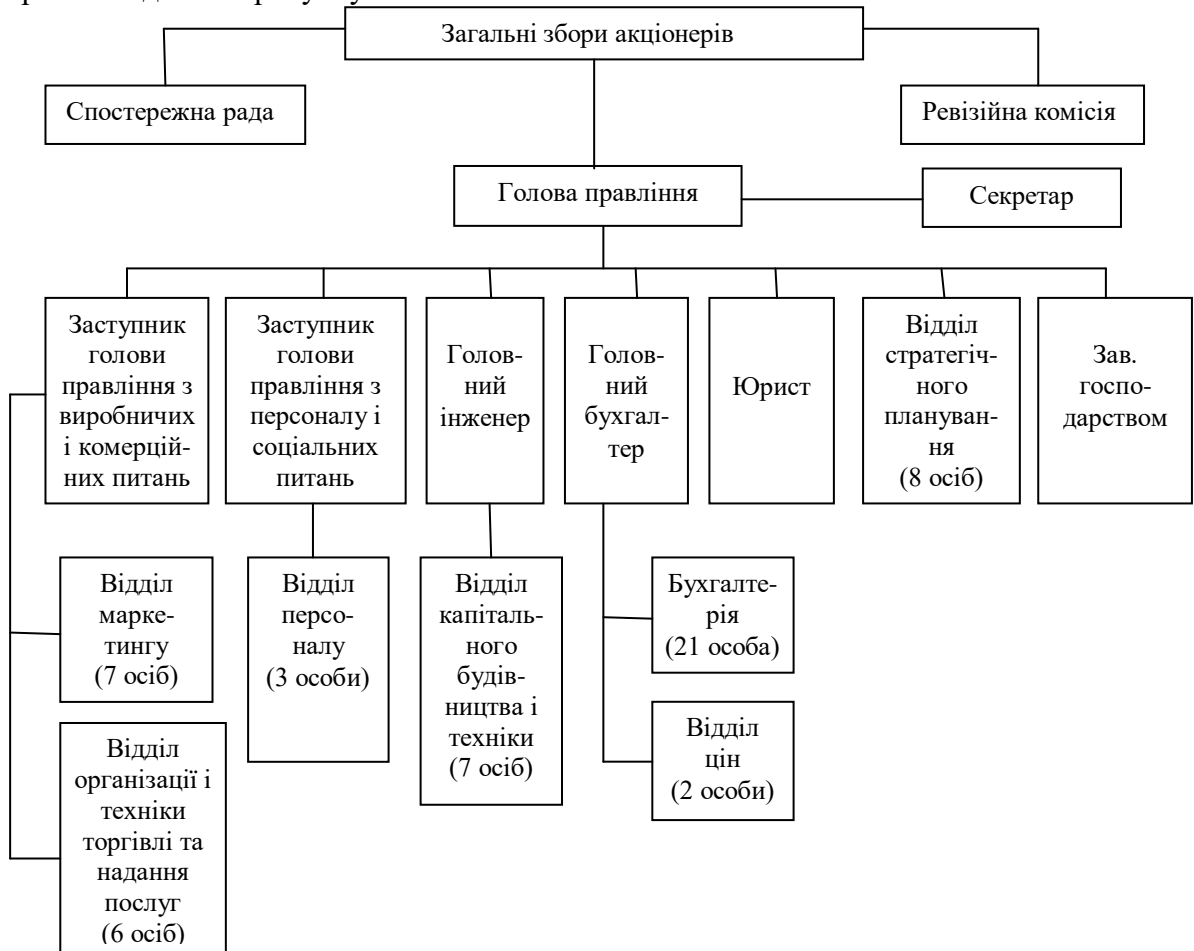 Загальні збори акціонерів
Спостережна рада
Ревізійна комісія
Голова правління
Секретар
Заступник
голови
правління з
виробничих
і комерцій-
них питань
Заступник
голови
правління з
персоналу і
соціальних
питань
Голов-
ний
інженер
Голов-
ний
бухгал-
тер
Юрист
Відділ
стратегіч-
ного
плануван-
ня
(8 осіб)
Зав.
госпо-
дарством
Відділ
марке-
тингу
(7 осіб)
Відділ
персо-
налу
(3 особи)
Відділ
капіталь-
ного
будів-
ництва і
техніки
(7 осіб)
Бухгалте-
рія
(21 особа)
Відділ
цін
(2 особи)
Відділ
організації і
техніки
торгівлі та
надання
послуг
(6 осіб)